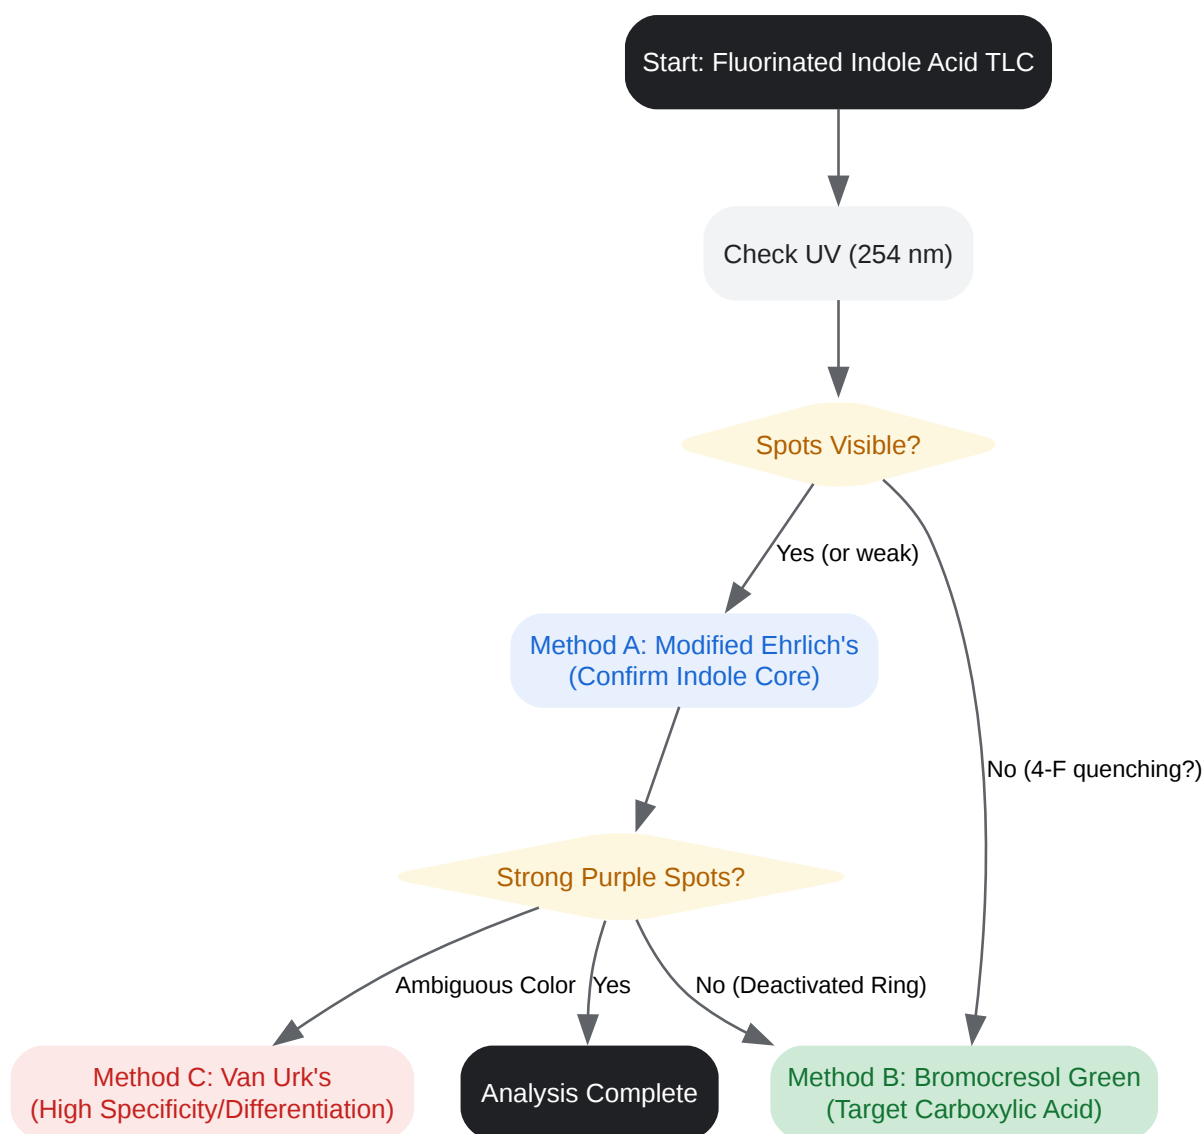 Start: Fluorinated Indole Acid TLC
Check UV (254 nm)
Spots Visible?
Yes (or weak)
Method A: Modified Ehrlich's
(Confirm Indole Core)
No (4-F quenching?)
Strong Purple Spots?
Ambiguous Color
Yes
No (Deactivated Ring)
Method C: Van Urk's
(High Specificity/Differentiation)
Analysis Complete
Method B: Bromocresol Green
(Target Carboxylic Acid)